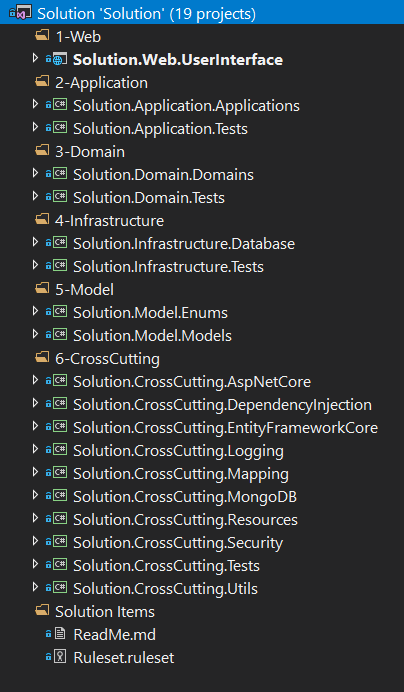 Solution 'Solution' (19 projects)
1-Web
Solution.Web.UserInterface
2-Application
C# Solution.Application.Applications
C# Solution.Application.Tests
3-Domain
C# Solution.Domain.Domains
C# Solution.Domain.Tests
4-Infrastructure
C# Solution.Infrastructure.Database
C# Solution.Infrastructure.Tests
5-Model
C# Solution.Model.Enums
C# Solution.Model.Models
6-CrossCutting
C# Solution.CrossCutting.AspNetCore
C# Solution.CrossCutting.DependencyInjection
C# Solution.CrossCutting.EntityFrameworkCore
C# Solution.CrossCutting.Logging
C# Solution.CrossCutting.Mapping
C# Solution.CrossCutting.MongoDB
C# Solution.CrossCutting.Resources
C# Solution.CrossCutting.Security
C# Solution.CrossCutting.Tests
C# Solution.CrossCutting.Utils
Solution Items
ReadMe.md
Ruleset.ruleset